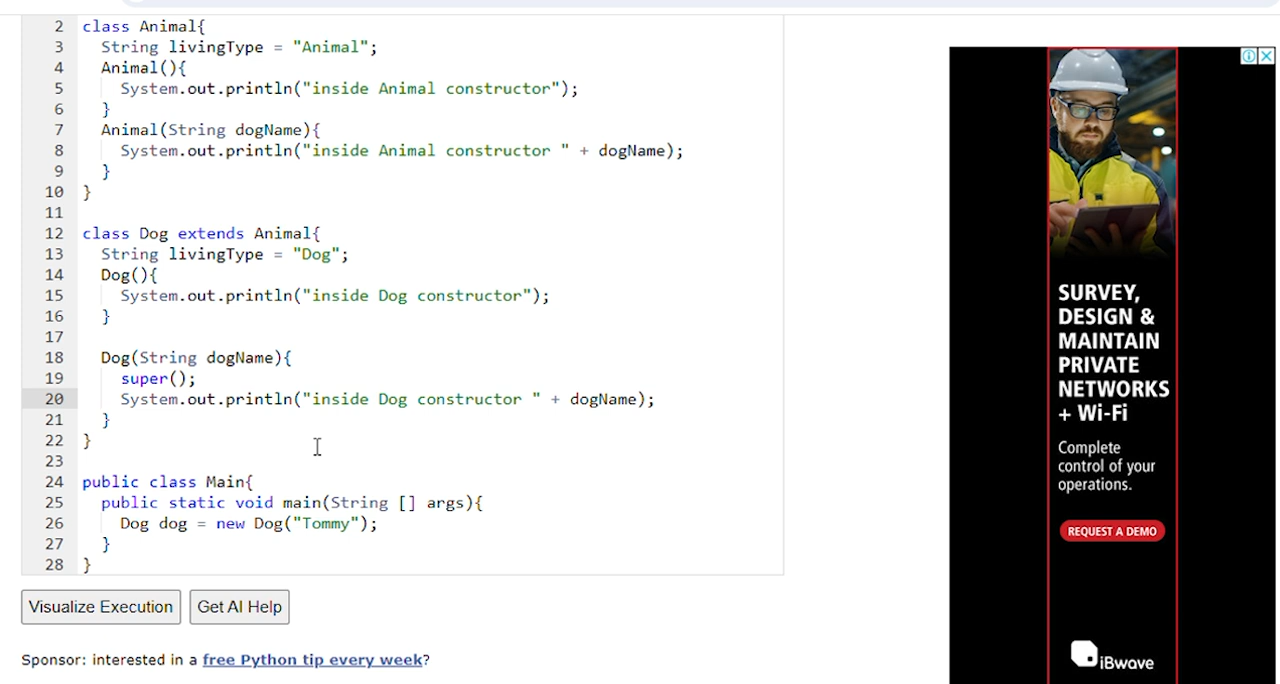 2 class Animal{
3 String livingType = "Animal";
4 Animal(){
5 System.out.println("inside Animal constructor");
6 }
7 Animal(String dogName){
8 System.out.println("inside Animal constructor " + dogName);
9 }
10 }
11
12 class Dog extends Animal{
13 String livingType = "Dog";
14 Dog(){
15 System.out.println("inside Dog constructor");
16 }
17
18 Dog(String dogName){
19 super();
20 System.out.println("inside Dog constructor " + dogName);
21 }
22 }
23
24 public class Main{
25 public static void main(String [] args){
26 Dog dog = new Dog("Tommy");
27 }
28 }
Visualize Execution Get AI Help
Sponsor: interested in a free Python tip every week?
SURVEY,
DESIGN &
MAINTAIN
PRIVATE
NETWORKS
+ Wi-Fi
Complete
control of your
operations.
REQUEST A DEMO
iBwave